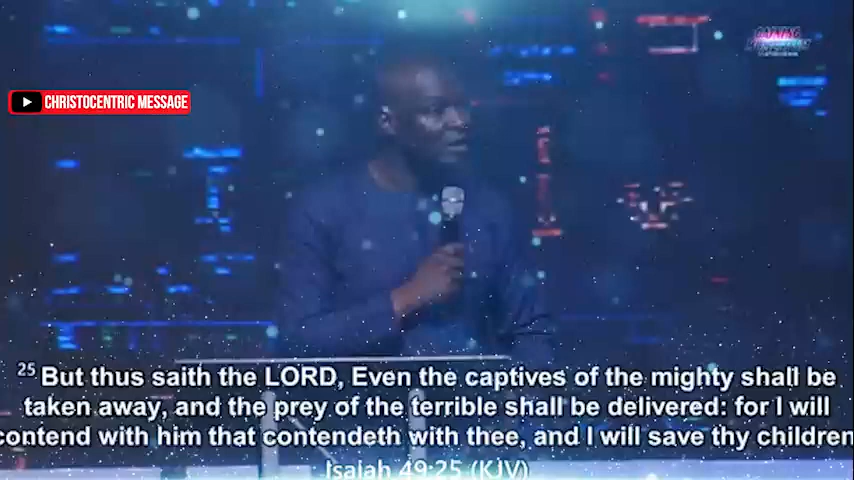 CHRISTOCENTRIC MESSAGE
25 But thus saith the LORD, Even the captives of the mighty shall be
taken away, and the prey of the terrible shall be delivered: for I will
contend with him that contendeth with thee, and I will save thy children
Isaiah 49:25 (KJV)